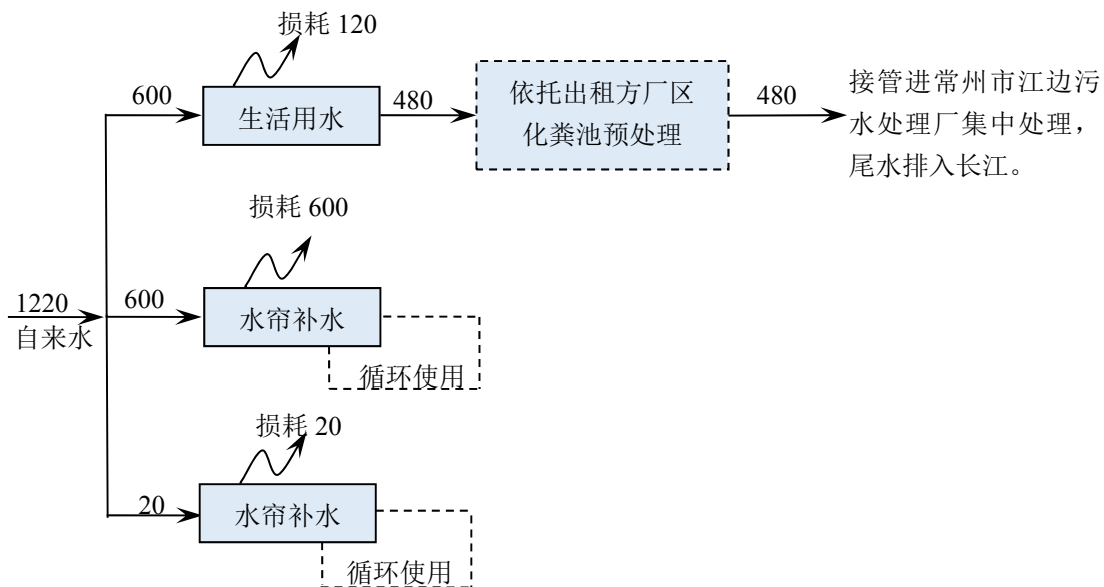 损耗 120
600
生活用水
480
依托出租方厂区
化粪池预处理
480
接管进常州市江边污
水处理厂集中处理，
尾水排入长江。
损耗 600
1220
自来水
600
水帘补水
循环使用
损耗 20
20
水帘补水
循环使用